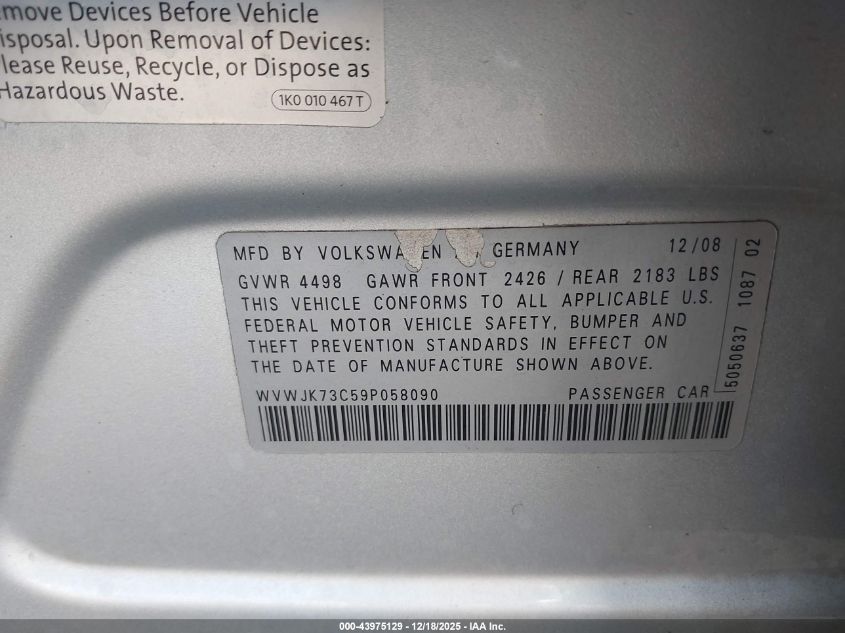 move Devices Before Vehicle
isposal. Upon Removal of Devices:
lease Reuse, Recycle, or Dispose as
Hazardous Waste.
1K0 010 467 T
MFD BY VOLKSWA EN GERMANY 12/08
GVWR 4498 GAWR FRONT 2426 / REAR 2183 LBS
THIS VEHICLE CONFORMS TO ALL APPLICABLE U.S.
FEDERAL MOTOR VEHICLE SAFETY, BUMPER AND
THEFT PREVENTION STANDARDS IN EFFECT ON
THE DATE OF MANUFACTURE SHOWN ABOVE.
WVWJK73C59P058090 PASSENGER CAR
5050637 1087 02
000-43975129 - 12/18/2025 - IAA Inc.